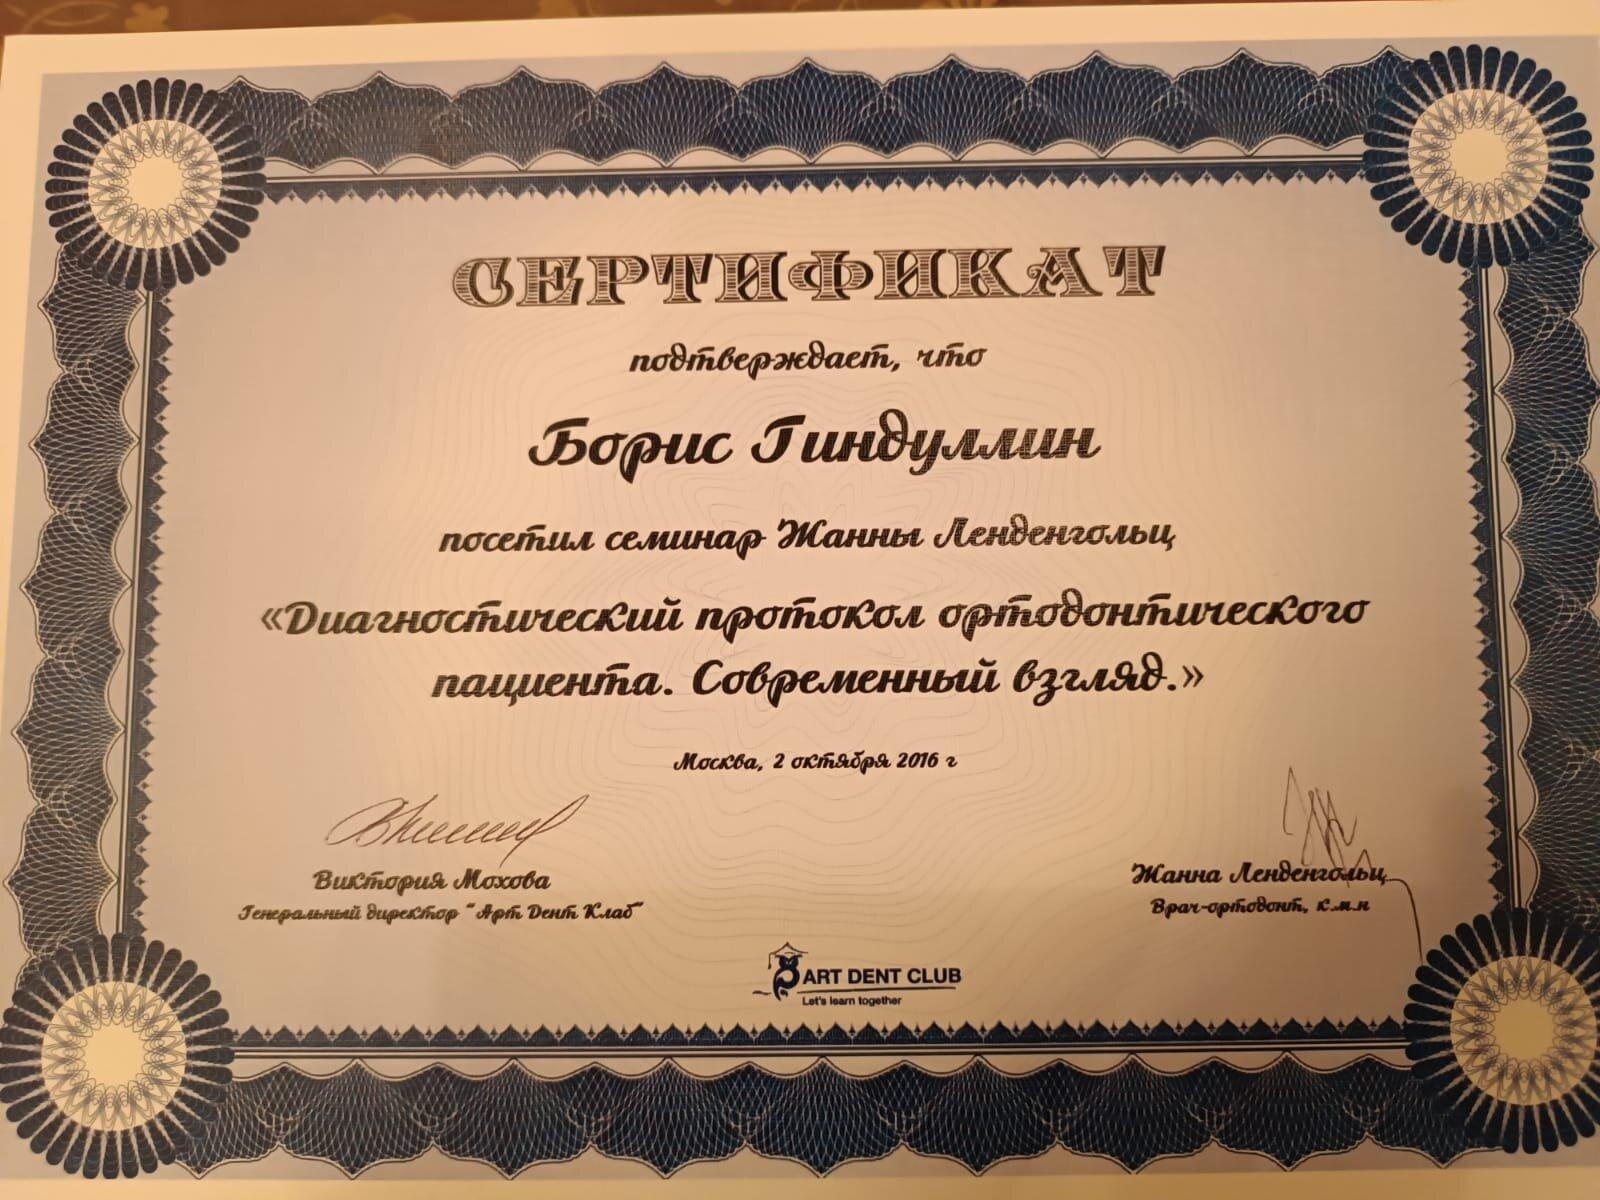 СЕРТИФИКАТ
подтверждает, что
Борис Гиндуллин
посетил семинар Жанны Ленденгольц
«Диагностический протокол ортодонтического
пациента. Современный взгляд.»
Москва, 2 октября 2016 г
Виктория Мохова
Генеральный директор "Арт Дент Клаб"
Жанна Ленденгольц
Врач-ортодонт, к.м.н
ART DENT CLUB
Let's learn together